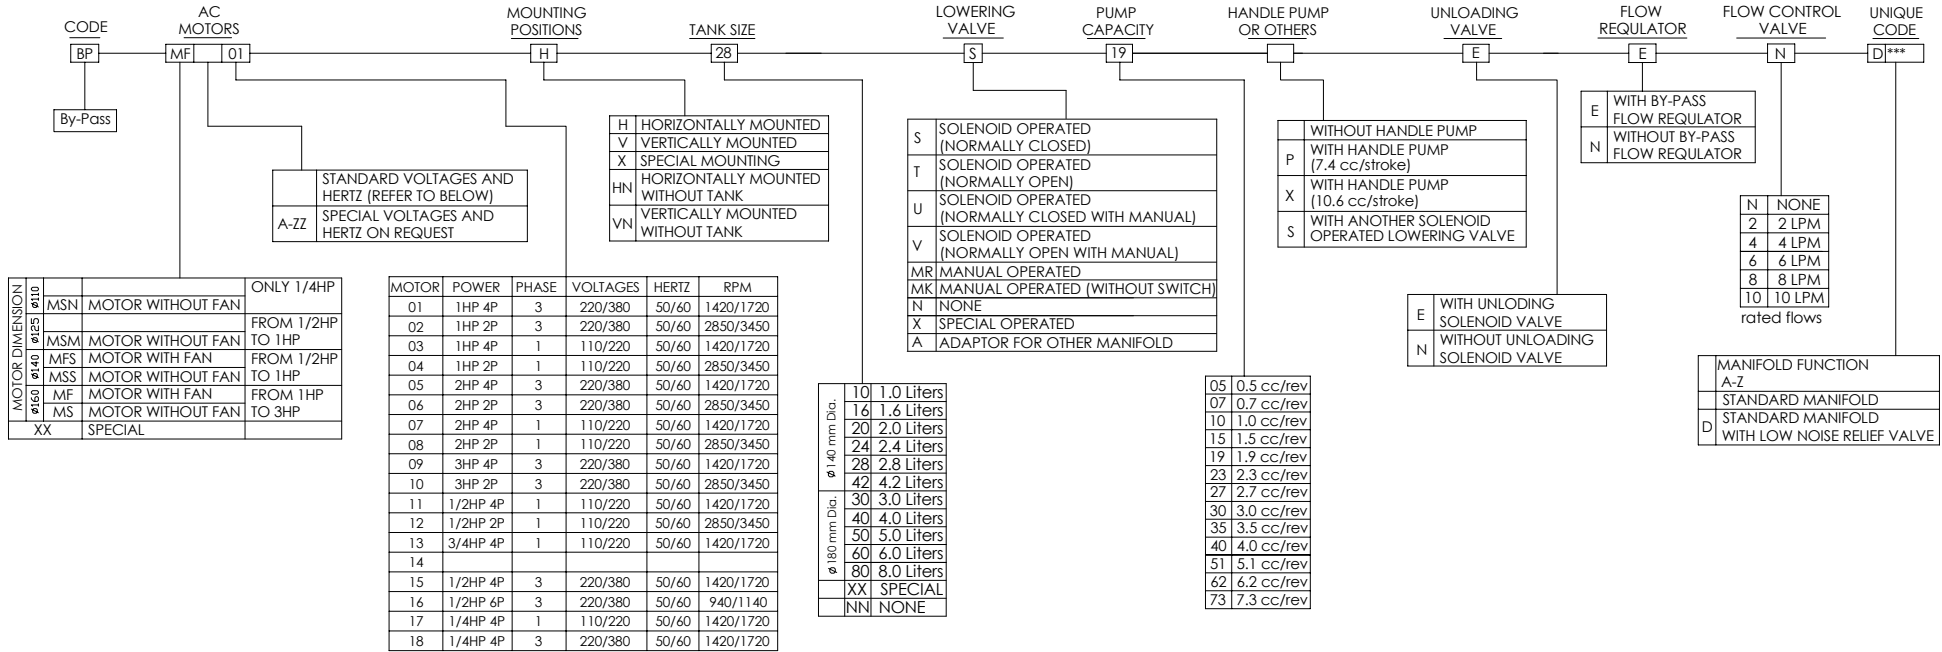 CODE
AC
MOTORS
MOUNTING
POSITIONS
TANK SIZE
LOWERING
VALVE
PUMP
CAPACITY
HANDLE PUMP
OR OTHERS
UNLOADING
VALVE
FLOW
REQULATOR
FLOW CONTROL
VALVE
UNIQUE
CODE
BP MF 01 H 28 S 19 E E N D ***
By-Pass
STANDARD VOLTAGES AND
HERTZ (REFER TO BELOW)
A-ZZ SPECIAL VOLTAGES AND
HERTZ ON REQUEST
MOTOR DIMENSION
ø110
ONLY 1/4HP
MSN MOTOR WITHOUT FAN
ø125
FROM 1/2HP
TO 1HP
MSM MOTOR WITHOUT FAN
ø140
MFS MOTOR WITH FAN
FROM 1/2HP
TO 1HP
MSS MOTOR WITHOUT FAN
ø160
MF MOTOR WITH FAN
FROM 1HP
TO 3HP
MS MOTOR WITHOUT FAN
XX SPECIAL
H HORIZONTALLY MOUNTED
V VERTICALLY MOUNTED
X SPECIAL MOUNTING
HN HORIZONTALLY MOUNTED
WITHOUT TANK
VN VERTICALLY MOUNTED
WITHOUT TANK
MOTOR POWER PHASE VOLTAGES HERTZ RPM
01 1HP 4P 3 220/380 50/60 1420/1720
02 1HP 2P 3 220/380 50/60 2850/3450
03 1HP 4P 1 110/220 50/60 1420/1720
04 1HP 2P 1 110/220 50/60 2850/3450
05 2HP 4P 3 220/380 50/60 1420/1720
06 2HP 2P 3 220/380 50/60 2850/3450
07 2HP 4P 1 110/220 50/60 1420/1720
08 2HP 2P 1 110/220 50/60 2850/3450
09 3HP 4P 3 220/380 50/60 1420/1720
10 3HP 2P 3 220/380 50/60 2850/3450
11 1/2HP 4P 1 110/220 50/60 1420/1720
12 1/2HP 2P 1 110/220 50/60 2850/3450
13 3/4HP 4P 1 110/220 50/60 1420/1720
14
15 1/2HP 4P 3 220/380 50/60 1420/1720
16 1/2HP 6P 3 220/380 50/60 940/1140
17 1/4HP 4P 1 110/220 50/60 1420/1720
18 1/4HP 4P 3 220/380 50/60 1420/1720
ø140 mm Dia.
10 1.0 Liters
16 1.6 Liters
20 2.0 Liters
24 2.4 Liters
28 2.8 Liters
42 4.2 Liters
ø180 mm Dia.
30 3.0 Liters
40 4.0 Liters
50 5.0 Liters
60 6.0 Liters
80 8.0 Liters
XX SPECIAL
NN NONE
S SOLENOID OPERATED
(NORMALLY CLOSED)
T SOLENOID OPERATED
(NORMALLY OPEN)
U SOLENOID OPERATED
(NORMALLY CLOSED WITH MANUAL)
V SOLENOID OPERATED
(NORMALLY OPEN WITH MANUAL)
MR MANUAL OPERATED
MK MANUAL OPERATED (WITHOUT SWITCH)
N NONE
X SPECIAL OPERATED
A ADAPTOR FOR OTHER MANIFOLD
05 0.5 cc/rev
07 0.7 cc/rev
10 1.0 cc/rev
15 1.5 cc/rev
19 1.9 cc/rev
23 2.3 cc/rev
27 2.7 cc/rev
30 3.0 cc/rev
35 3.5 cc/rev
40 4.0 cc/rev
51 5.1 cc/rev
62 6.2 cc/rev
73 7.3 cc/rev
WITHOUT HANDLE PUMP
P WITH HANDLE PUMP
(7.4 cc/stroke)
X WITH HANDLE PUMP
(10.6 cc/stroke)
S WITH ANOTHER SOLENOID
OPERATED LOWERING VALVE
E WITH UNLODING
SOLENOID VALVE
N WITHOUT UNLOADING
SOLENOID VALVE
E WITH BY-PASS
FLOW REQULATOR
N WITHOUT BY-PASS
FLOW REQULATOR
N NONE
2 2 LPM
4 4 LPM
6 6 LPM
8 8 LPM
10 10 LPM
rated flows
MANIFOLD FUNCTION
A-Z
STANDARD MANIFOLD
D STANDARD MANIFOLD
WITH LOW NOISE RELIEF VALVE